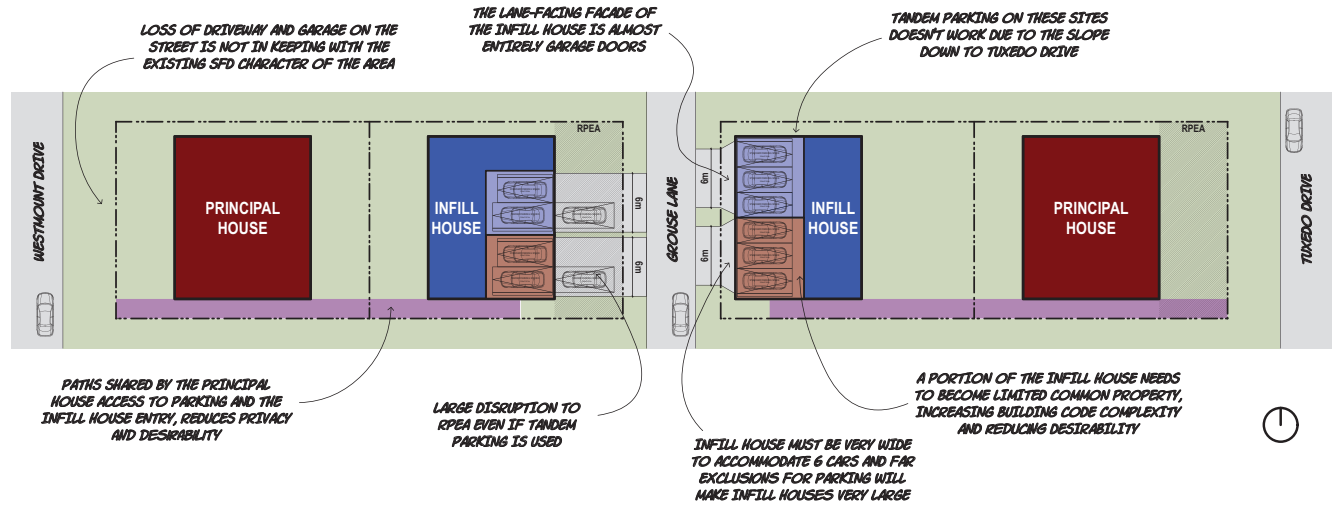 LOSS OF DRIVEWAY AND GARAGE ON THE
STREET IS NOT IN KEEPING WITH THE
EXISTING SFD CHARACTER OF THE AREA
THE LANE-FACING FACADE OF
THE INFILL HOUSE IS ALMOST
ENTIRELY GARAGE DOORS
TANDEM PARKING ON THESE SITES
DOESN'T WORK DUE TO THE SLOPE
DOWN TO TUXEDO DRIVE
WESTMOUNT DRIVE
PRINCIPAL
HOUSE
INFILL
HOUSE
RPEA
6m
6m
GROUSE LANE
6m
6m
INFILL
HOUSE
PRINCIPAL
HOUSE
RPEA
TUXEDO DRIVE
PATHS SHARED BY THE PRINCIPAL
HOUSE ACCESS TO PARKING AND THE
INFILL HOUSE ENTRY, REDUCES PRIVACY
AND DESIRABILITY
LARGE DISRUPTION TO
RPEA EVEN IF TANDEM
PARKING IS USED
INFILL HOUSE MUST BE VERY WIDE
TO ACCOMMODATE 6 CARS AND FAR
EXCLUSIONS FOR PARKING WILL
MAKE INFILL HOUSES VERY LARGE
A PORTION OF THE INFILL HOUSE NEEDS
TO BECOME LIMITED COMMON PROPERTY,
INCREASING BUILDING CODE COMPLEXITY
AND REDUCING DESIRABILITY